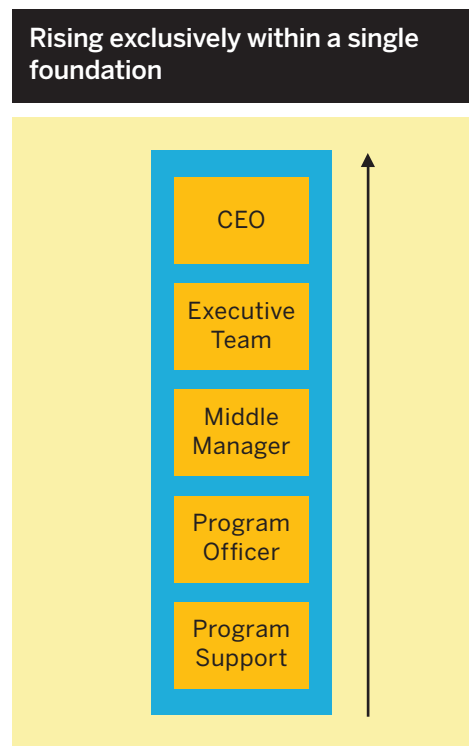 Rising exclusively within a single
foundation
CEO
Executive
Team
Middle
Manager
Program
Officer
Program
Support